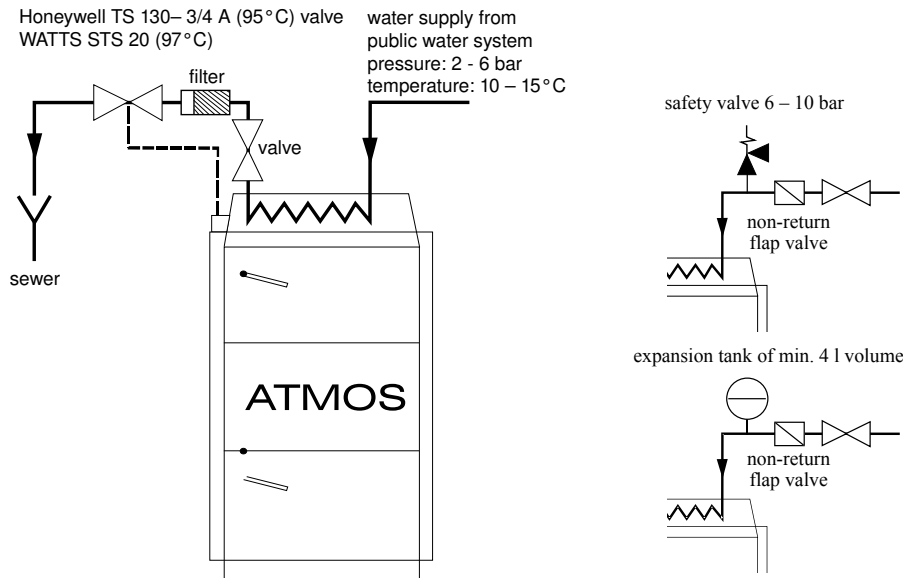 Honeywell TS 130– 3/4 A (95°C) valve
WATTS STS 20 (97°C)
water supply from
public water system
pressure: 2 - 6 bar
temperature: 10 – 15°C
filter
valve
sewer
ATMOS
safety valve 6 – 10 bar
non-return
flap valve
expansion tank of min. 4 l volume
non-return
flap valve